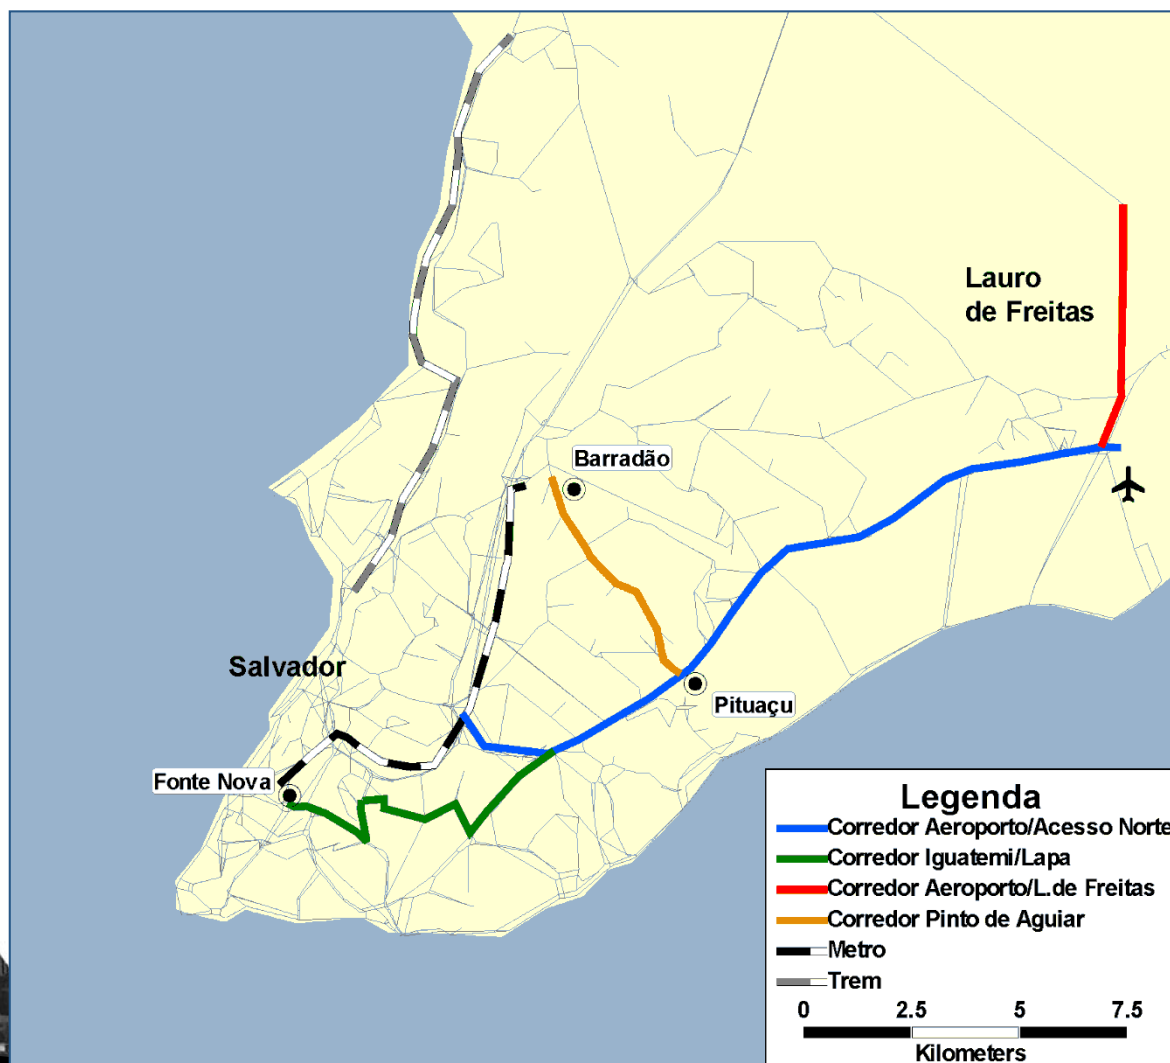 Lauro
de Freitas
Barradão
Salvador
Pituaçu
Fonte Nova
Legenda
Corredor Aeroporto/Acesso Norte
Corredor Iguatemi/Lapa
Corredor Aeroporto/L.de Freitas
Corredor Pinto de Aguiar
Metro
Trem
0 2.5 5 7.5
Kilometers